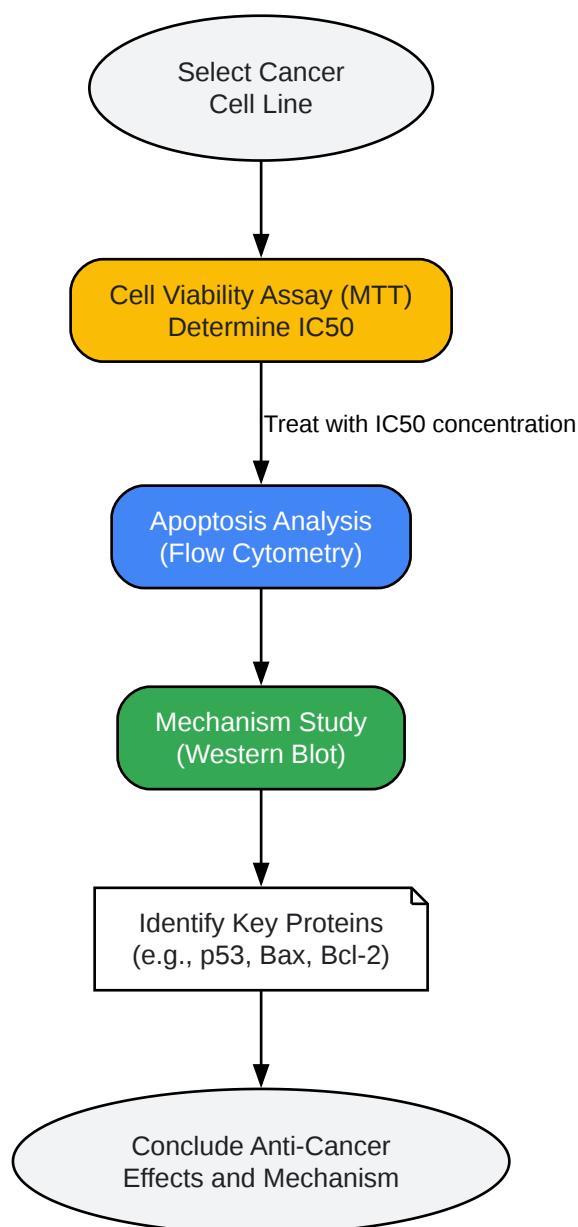 Select Cancer
Cell Line
Cell Viability Assay (MTT)
Determine IC50
Treat with IC50 concentration
Apoptosis Analysis
(Flow Cytometry)
Mechanism Study
(Western Blot)
Identify Key Proteins
(e.g., p53, Bax, Bcl-2)
Conclude Anti-Cancer
Effects and Mechanism